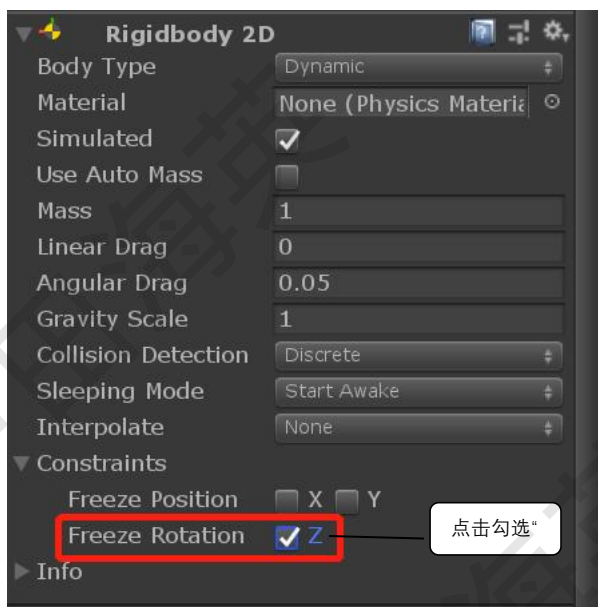 Rigidbody 2D
Body Type Dynamic
Material None (Physics Materia
Simulated
Use Auto Mass
Mass 1
Linear Drag 0
Angular Drag 0.05
Gravity Scale 1
Collision Detection Discrete
Sleeping Mode Start Awake
Interpolate None
Constraints
Freeze Position X Y
Freeze Rotation Z
点击勾选“
Info